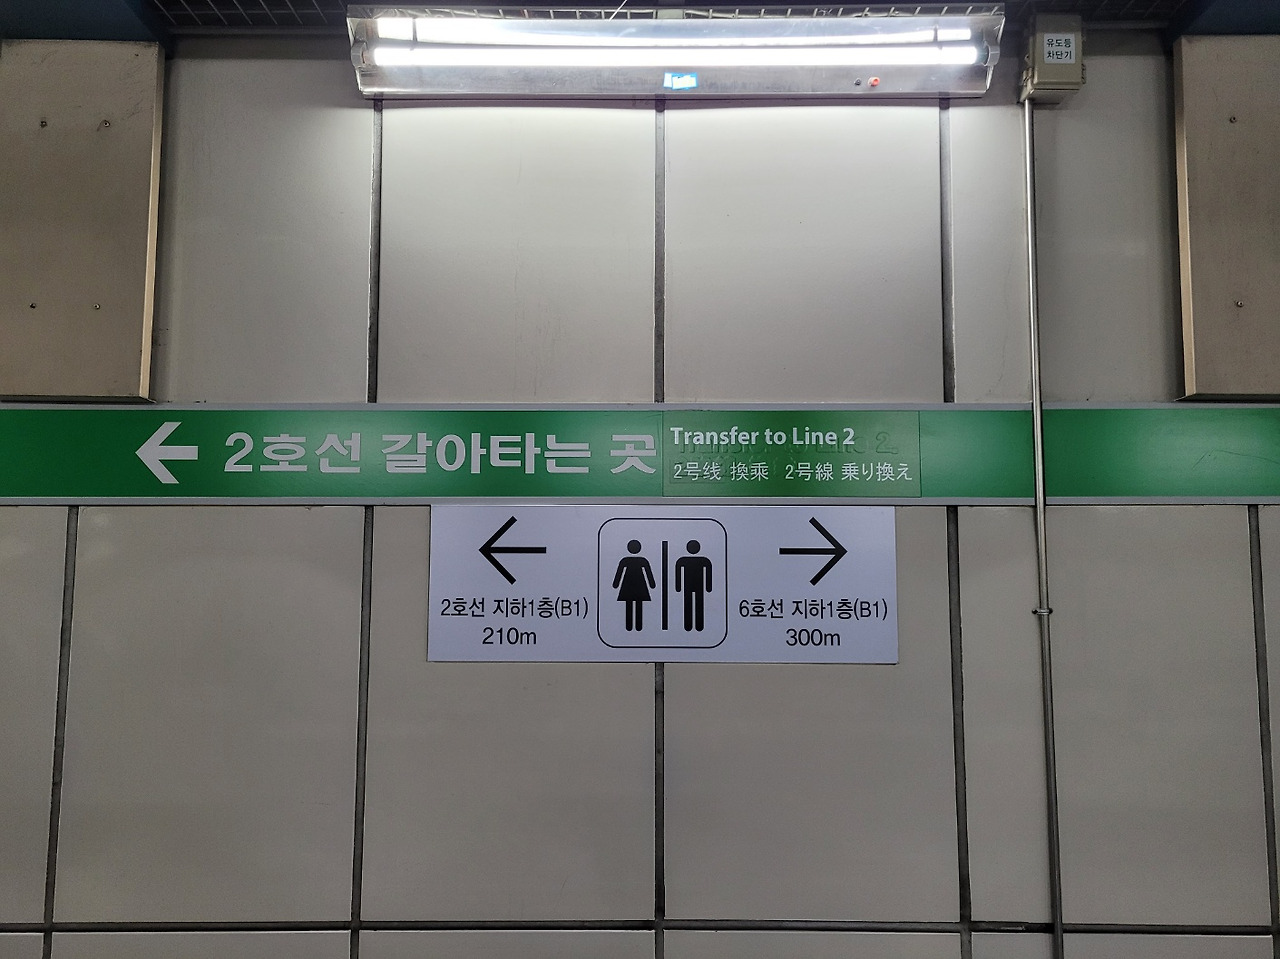 유도등
차단기
2호선 갈아타는 곳
Transfer to Line 2
2号线 换乘 2号線 乗り換え
2호선 지하1층(B1)
210m
6호선 지하1층(B1)
300m